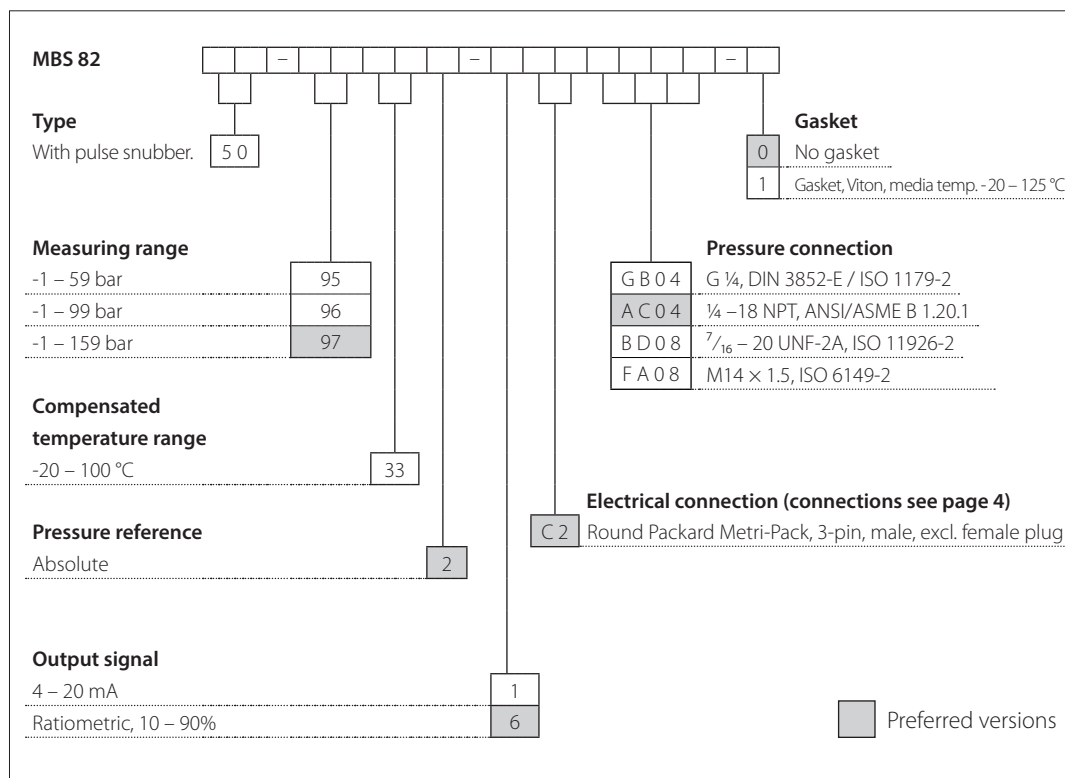 MBS 82 – – –
Type
With pulse snubber. 5 0
Gasket
0 No gasket
1 Gasket, Viton, media temp. -20 – 125 °C
Measuring range
-1 – 59 bar 95
-1 – 99 bar 96
-1 – 159 bar 97
Pressure connection
G B 0 4 G ¼, DIN 3852-E / ISO 1179-2
A C 0 4 ¼ –18 NPT, ANSI/ASME B 1.20.1
B D 0 8 ⁷⁄₁₆ – 20 UNF-2A, ISO 11926-2
F A 0 8 M14 × 1.5, ISO 6149-2
Compensated
temperature range
-20 – 100 °C 33
Electrical connection (connections see page 4)
C 2 Round Packard Metri-Pack, 3-pin, male, excl. female plug
Pressure reference
Absolute 2
Output signal
4 – 20 mA 1
Ratiometric, 10 – 90% 6
Preferred versions